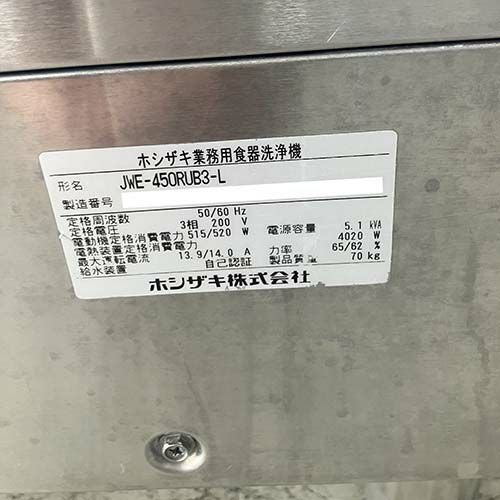 ホシザキ業務用食器洗浄機
形名 JWE-450RUB3-L
製造番号
定格周波数 50/60 Hz
定格電圧 3相 200 V 電源容量 5.1 kVA
電動機定格消費電力 515/520 W
電熱装置定格消費電力 4020 W
最大運転電流 13.9/14.0 A 力率 65/62 %
給水装置 自己認証 製品質量 70 kg
ホシザキ株式会社